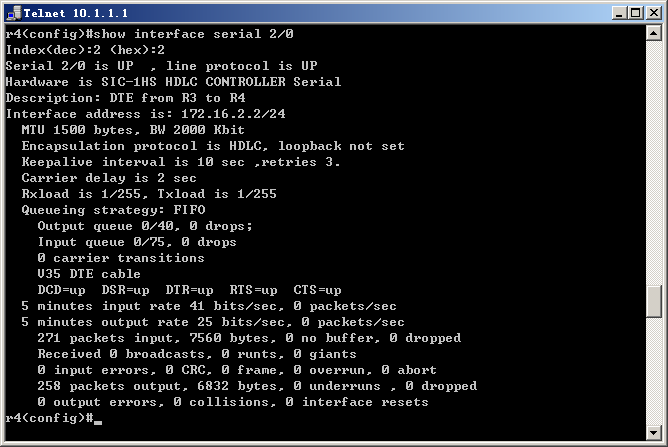 Telnet 10.1.1.1
r4(config)#show interface serial 2/0
Index(dec):2 (hex):2
Serial 2/0 is UP  , line protocol is UP
Hardware is SIC-1HS HDLC CONTROLLER Serial
Description: DTE from R3 to R4
Interface address is: 172.16.2.2/24
  MTU 1500 bytes, BW 2000 Kbit
  Encapsulation protocol is HDLC, loopback not set
  Keepalive interval is 10 sec ,retries 3.
  Carrier delay is 2 sec
  Rxload is 1/255, Txload is 1/255
  Queueing strategy: FIFO
    Output queue 0/40, 0 drops;
    Input queue 0/75, 0 drops
    0 carrier transitions
    V35 DTE cable
    DCD=up  DSR=up  DTR=up  RTS=up  CTS=up
  5 minutes input rate 41 bits/sec, 0 packets/sec
  5 minutes output rate 25 bits/sec, 0 packets/sec
    271 packets input, 7560 bytes, 0 no buffer, 0 dropped
    Received 0 broadcasts, 0 runts, 0 giants
    0 input errors, 0 CRC, 0 frame, 0 overrun, 0 abort
    258 packets output, 6832 bytes, 0 underruns , 0 dropped
    0 output errors, 0 collisions, 0 interface resets
r4(config)#_